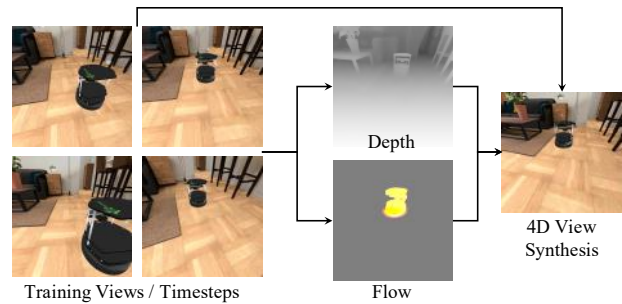 Depth
4D View
Synthesis
Training Views / Timesteps
Flow